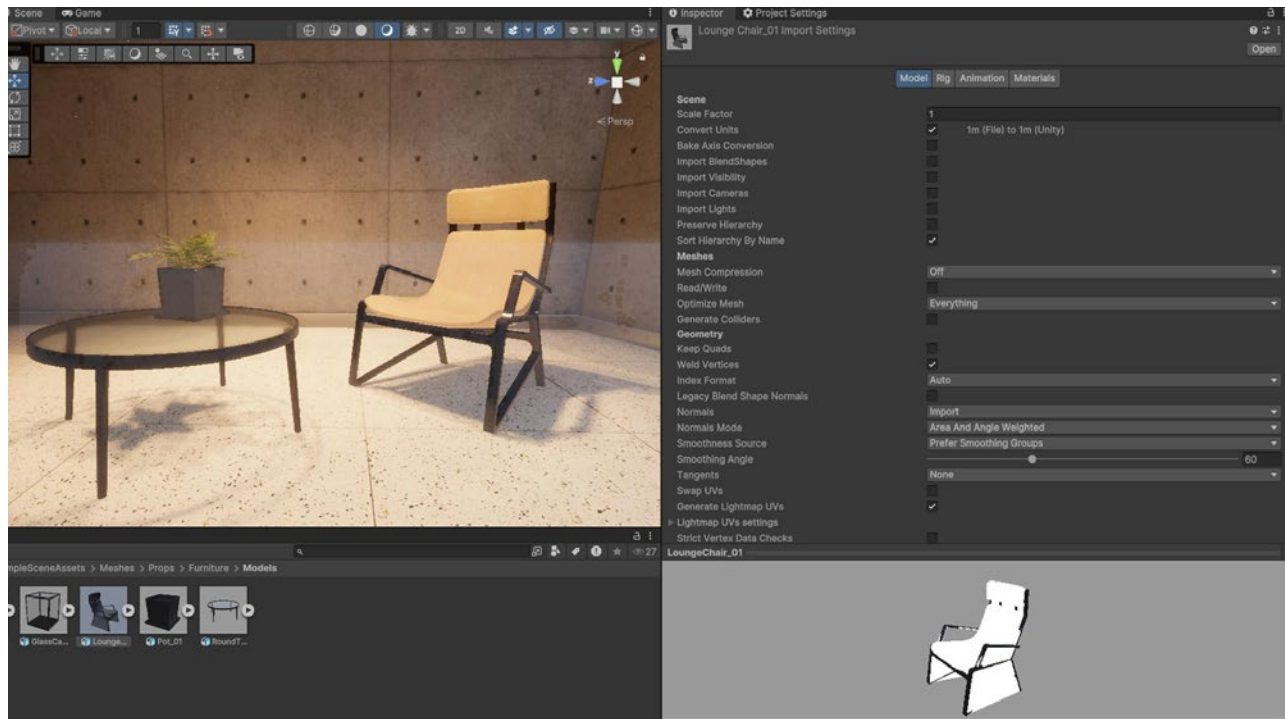 Scene Game
Pivot Local 1 2D
Persp
y
z
Inspector Project Settings
Lounge Chair_01 Import Settings
Open
Model Rig Animation Materials
Scene
Scale Factor 1
Convert Units 1m (File) to 1m (Unity)
Bake Axis Conversion
Import BlendShapes
Import Visibility
Import Cameras
Import Lights
Preserve Hierarchy
Sort Hierarchy By Name
Meshes
Mesh Compression Off
Read/Write
Optimize Mesh Everything
Generate Colliders
Geometry
Keep Quads
Weld Vertices
Index Format Auto
Legacy Blend Shape Normals
Normals Import
Normals Mode Area And Angle Weighted
Smoothness Source Prefer Smoothing Groups
Smoothing Angle 60
Tangents None
Swap UVs
Generate Lightmap UVs
Lightmap UVs settings
Strict Vertex Data Checks
LoungeChair_01
27
mpleSceneAssets > Meshes > Props > Furniture > Models
GlassCa... Lounge... Pot_01 RoundT...